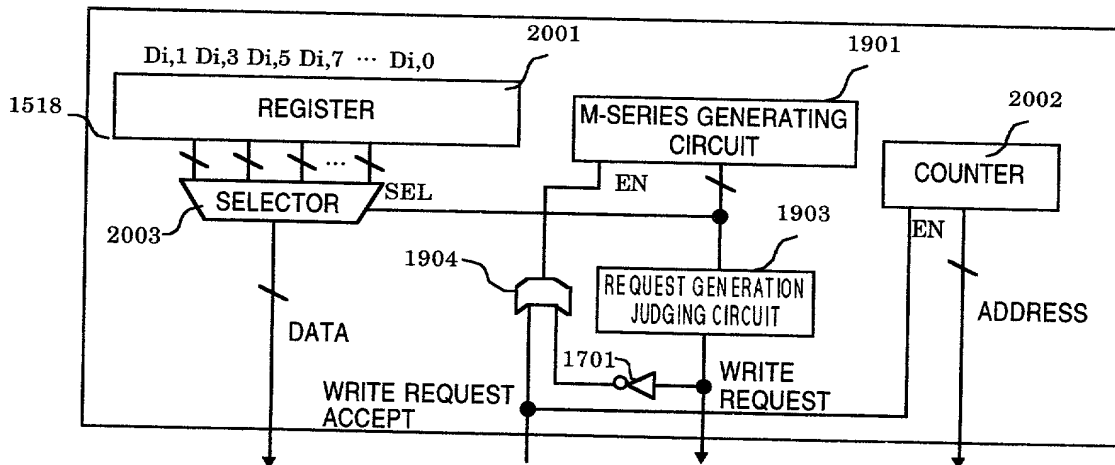 2001
1901
2002
Di,1 Di,3 Di,5 Di,7 ··· Di,0
1518
REGISTER
M-SERIES GENERATING
CIRCUIT
COUNTER
···
SEL
EN
SELECTOR
1903
EN
2003
1904
REQUEST GENERATION
JUDGING CIRCUIT
DATA
ADDRESS
1701
WRITE REQUEST
ACCEPT
WRITE
REQUEST